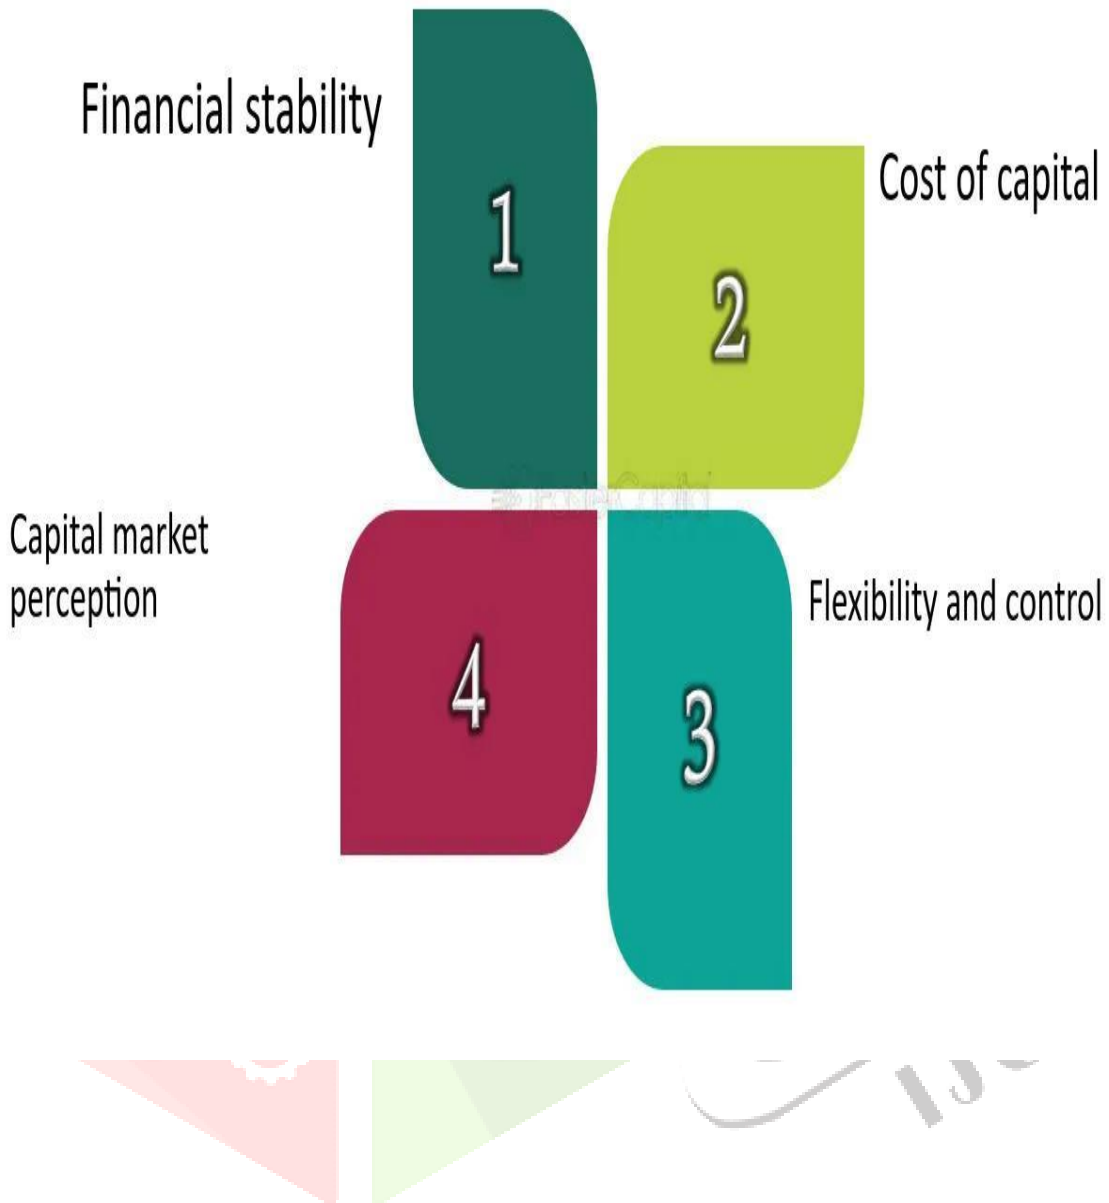 Financial stability
1
Cost of capital
2
Capital market
perception
Flexibility and control
4
3